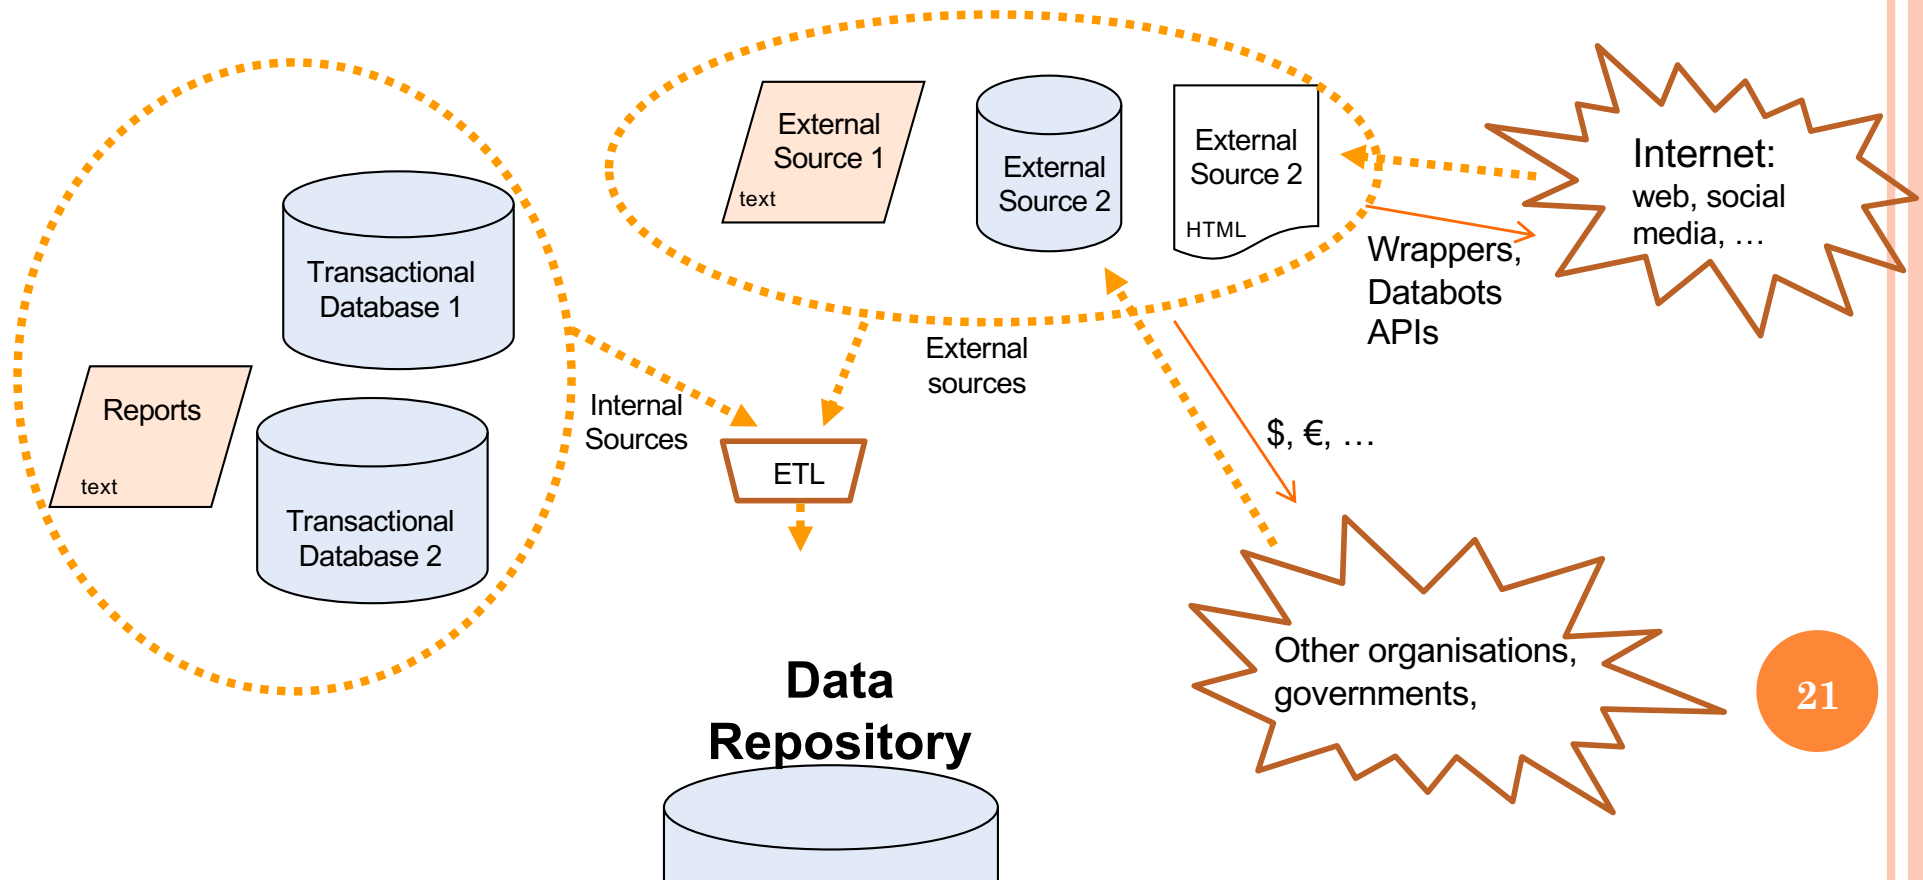 External
Source 1
text
External
Source 2
External
Source 2
HTML
Internet:
web, social
media, …
Wrappers,
Databots
APIs
Transactional
Database 1
Reports
text
Transactional
Database 2
Internal
Sources
External
sources
ETL
$, €, …
Other organisations,
governments,
Data
Repository
21